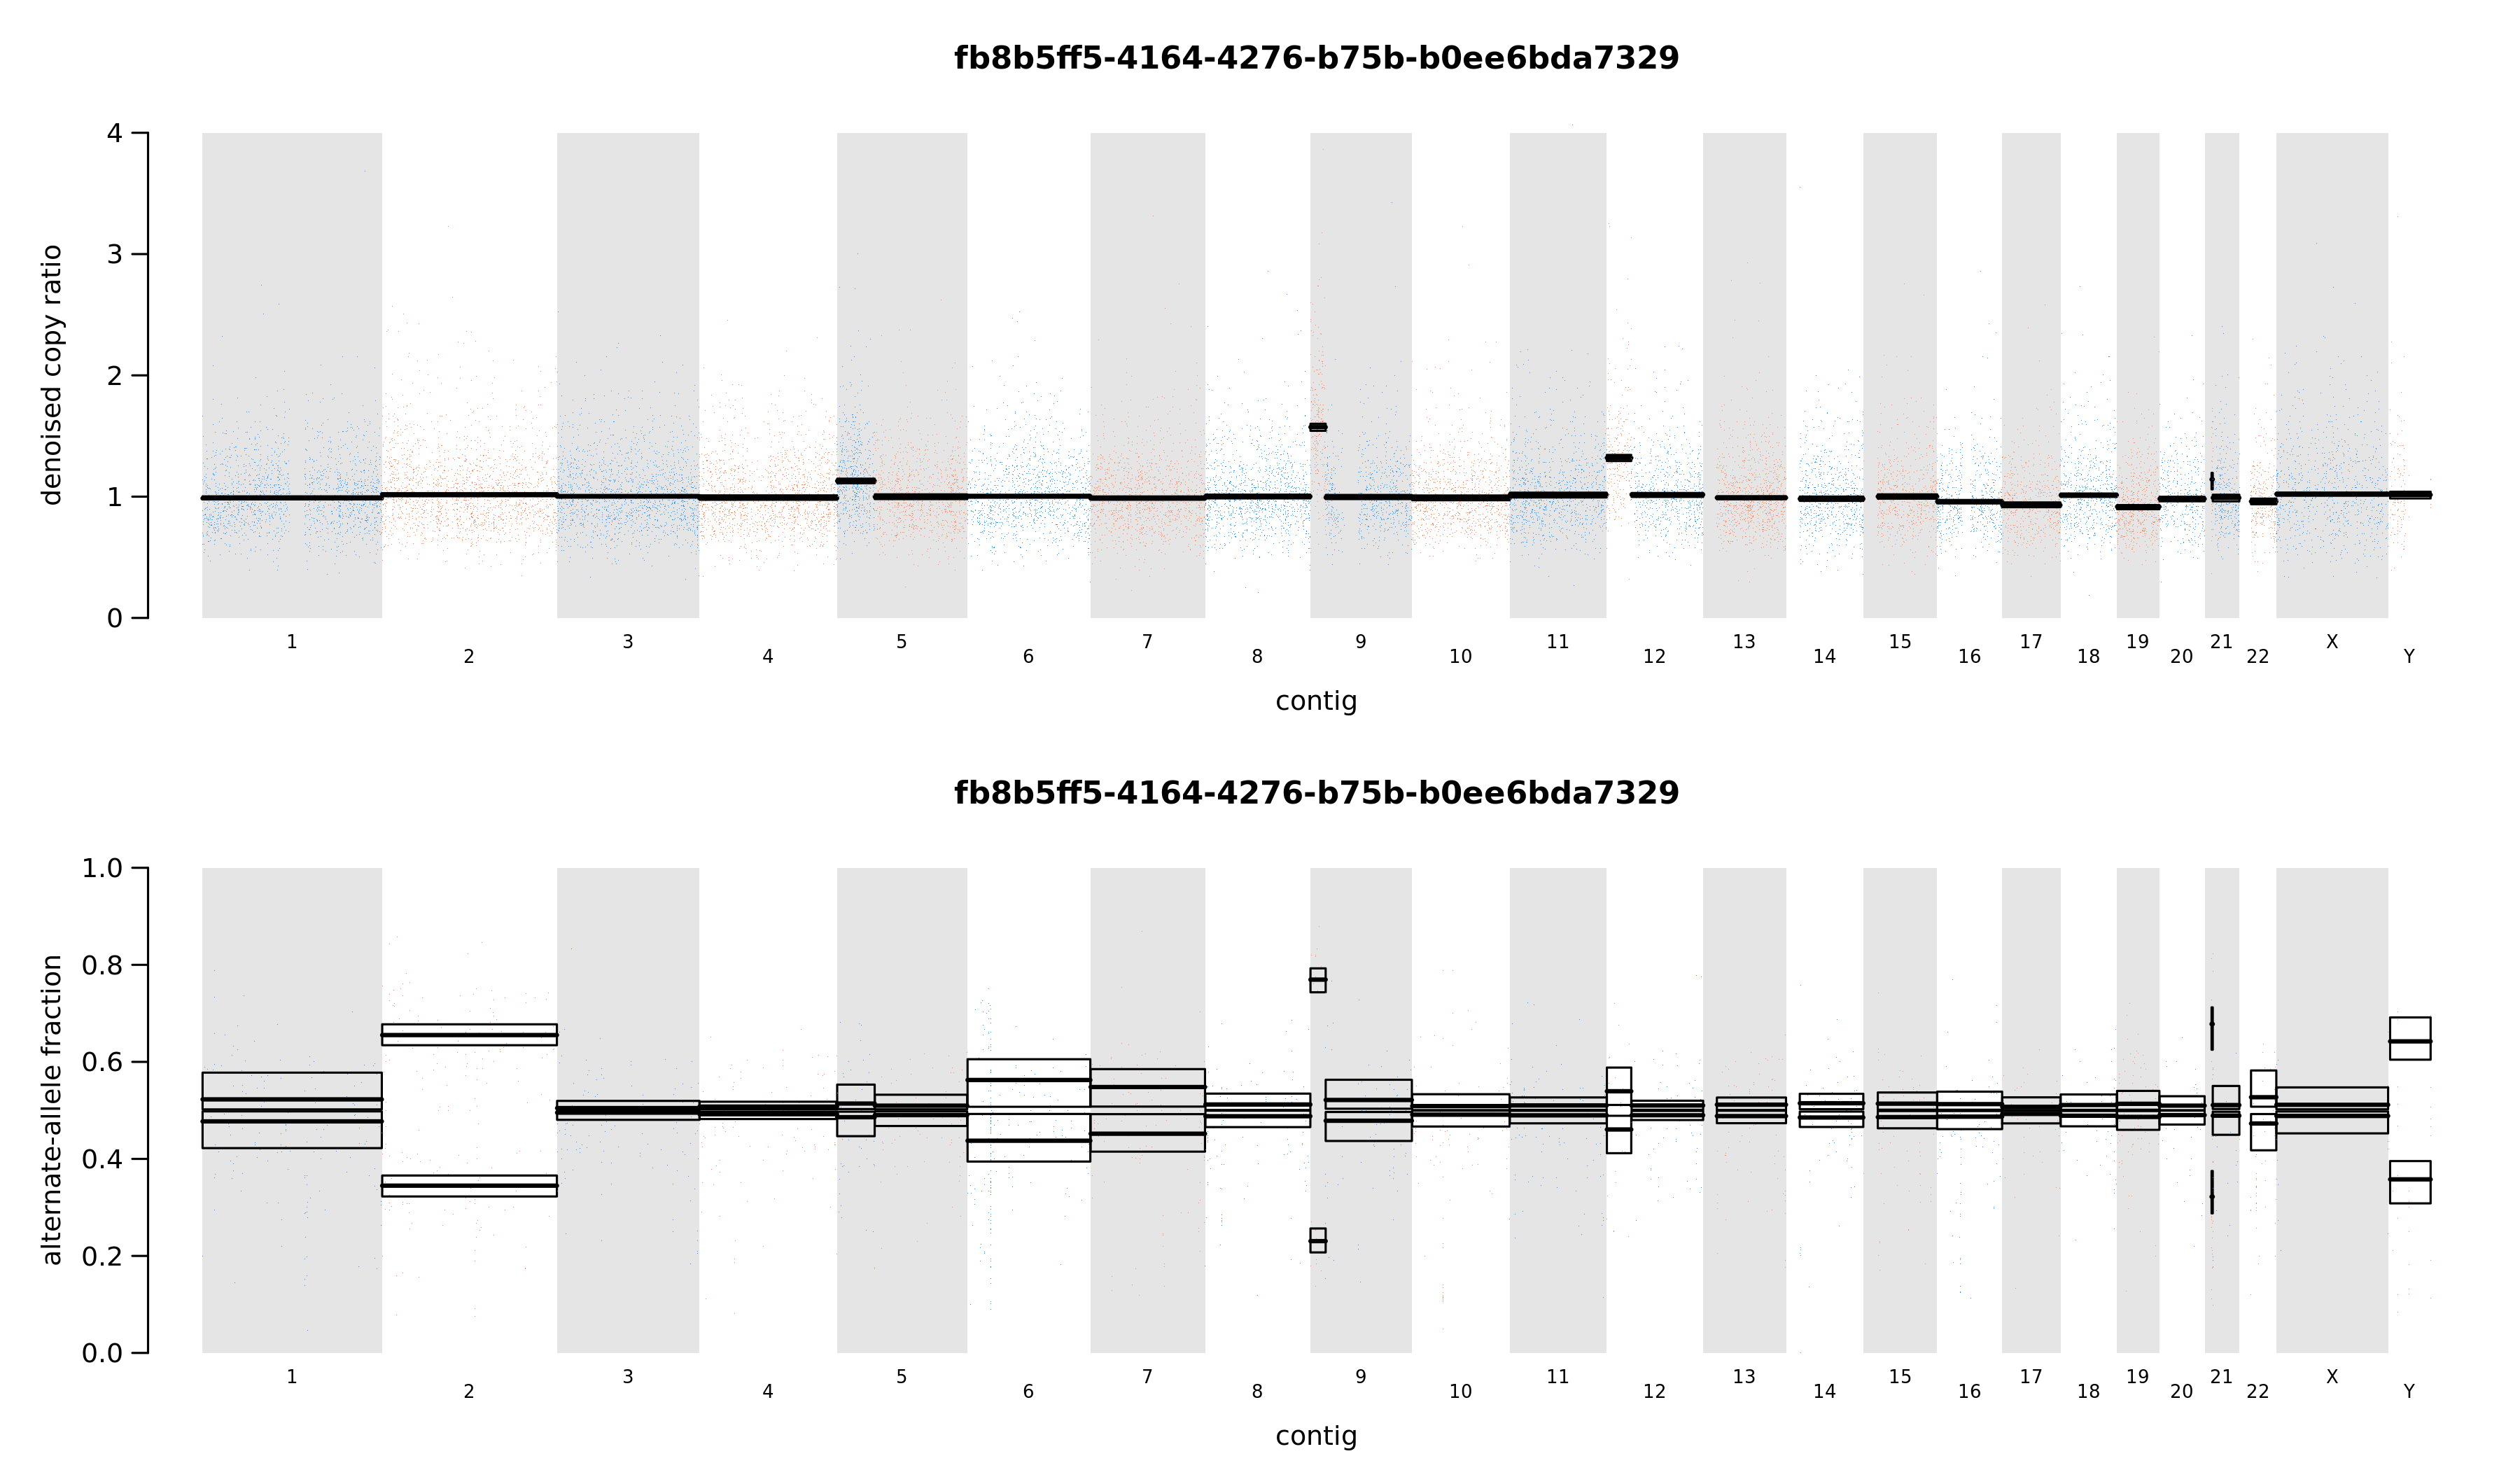 fb8b5ff5-4164-4276-b75b-b0ee6bda7329
4
3
2
1
0
denoised copy ratio
1 3 5 7 9 11 13 15 17 19 21 X
2 4 6 8 10 12 14 16 18 20 22 Y
contig
fb8b5ff5-4164-4276-b75b-b0ee6bda7329
1.0
0.8
0.6
0.4
0.2
0.0
alternate-allele fraction
1 3 5 7 9 11 13 15 17 19 21 X
2 4 6 8 10 12 14 16 18 20 22 Y
contig